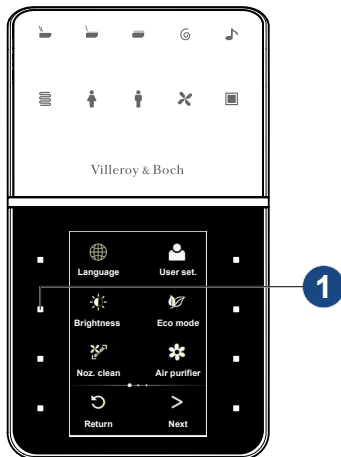 Villeroy & Boch
Language User set.
1
Brightness Eco mode
Noz. clean Air purifier
Return Next